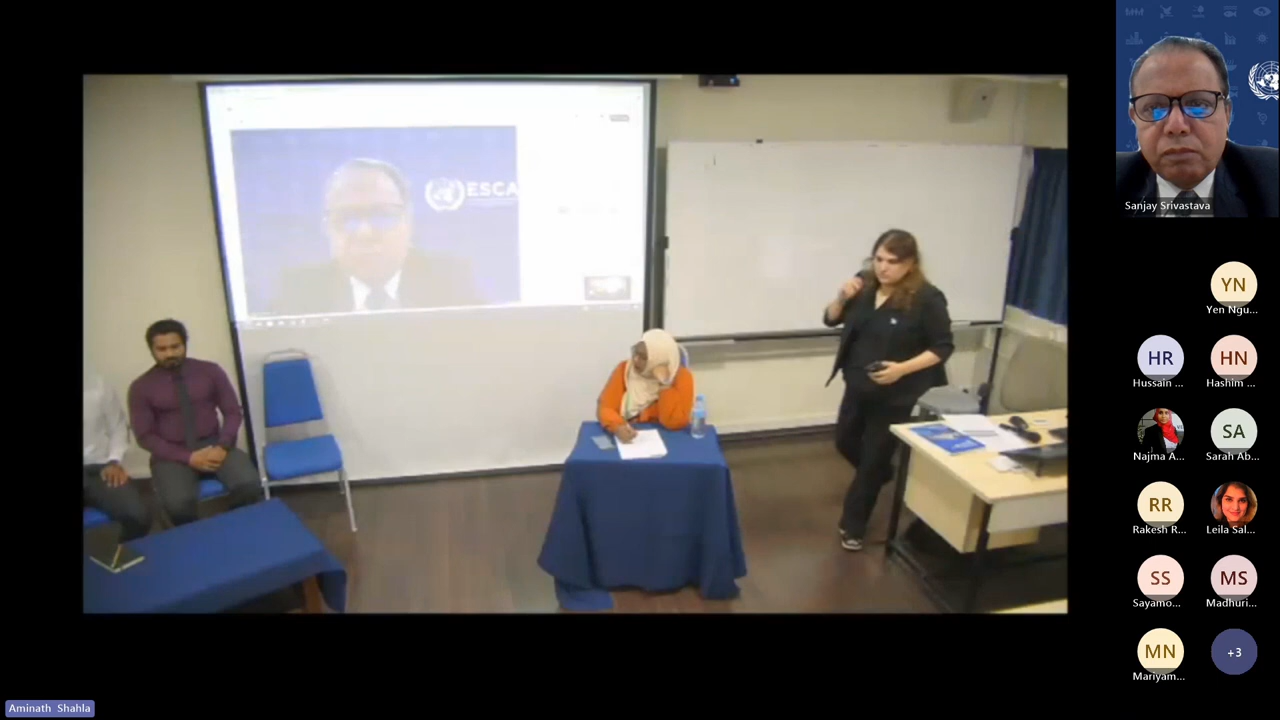 ESCA
Sanjay Srivastava
YN
Yen Ngu...
HR
HN
Hussain ...
Hashim ...
SA
Najma A...
Sarah Ab...
RR
Rakesh R...
Leila Sal...
SS
MS
Sayamo...
Madhuri...
MN
+3
Mariyam...
Aminath Shahla